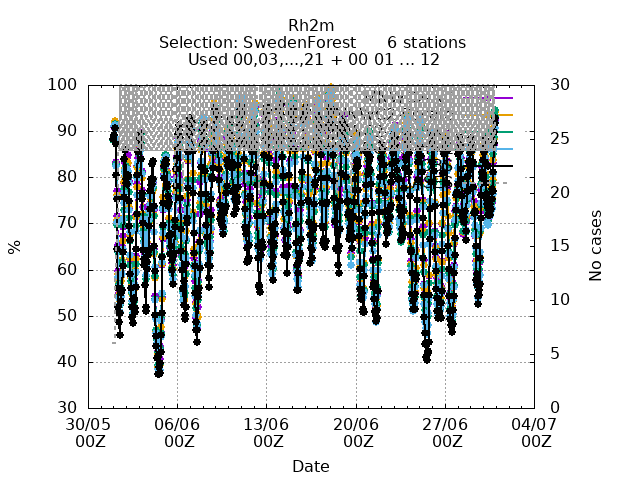 Rh2m
Selection: SwedenForest 6 stations
Used 00,03,...,21 + 00 01 ... 12
100
90
80
70
60
50
40
30
%
30
25
20
15
10
5
0
No cases
30/05 06/06 13/06 20/06 27/06 04/07
00Z 00Z 00Z 00Z 00Z 00Z
Date